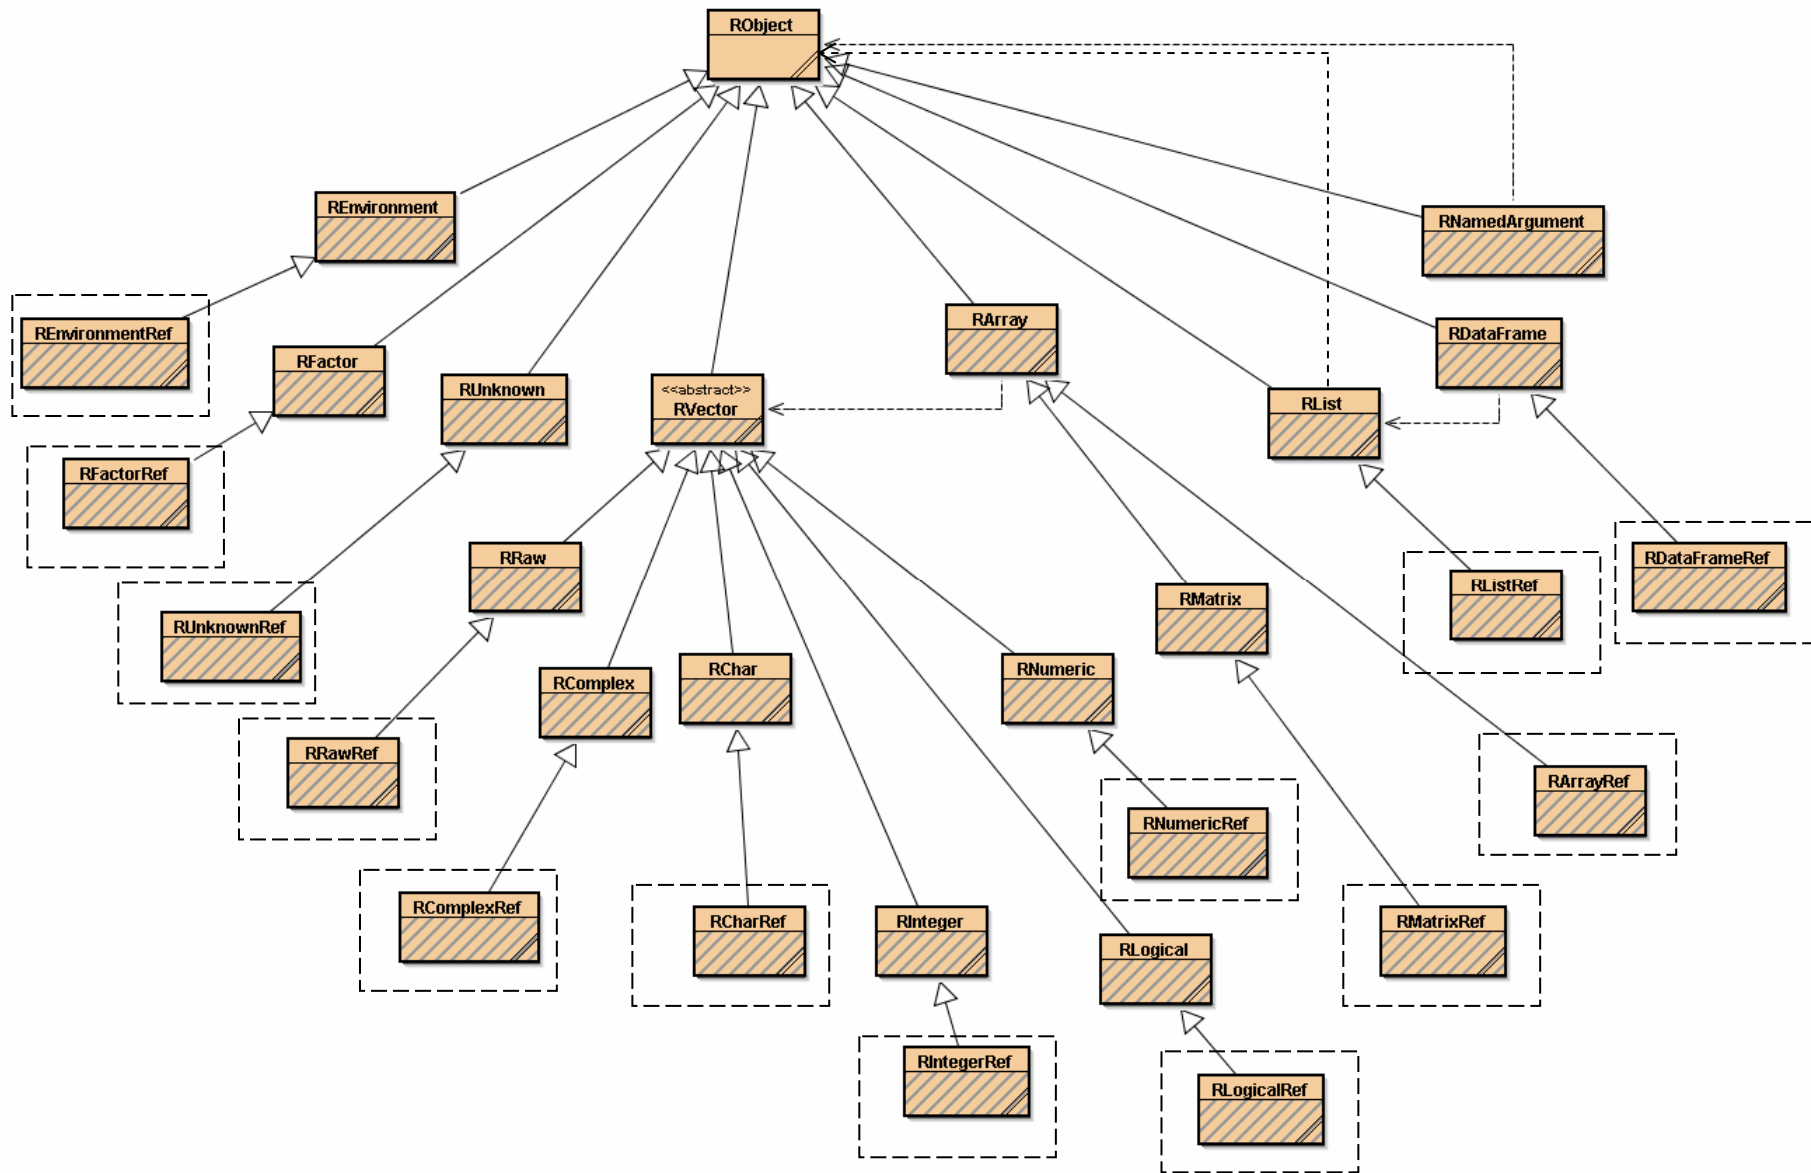 RObject
REnvironment
RNamedArgument
RArray
RDataFrame
REnvironmentRef
RFactor
RUnknown
<<abstract>>
RVector
RList
RFactorRef
RRaw
RDataFrameRef
RListRef
RMatrix
RUnknownRef
RComplex
RChar
RNumeric
RRawRef
RArrayRef
RNumericRef
RComplexRef
RCharRef
RInteger
RMatrixRef
RLogical
RIntegerRef
RLogicalRef